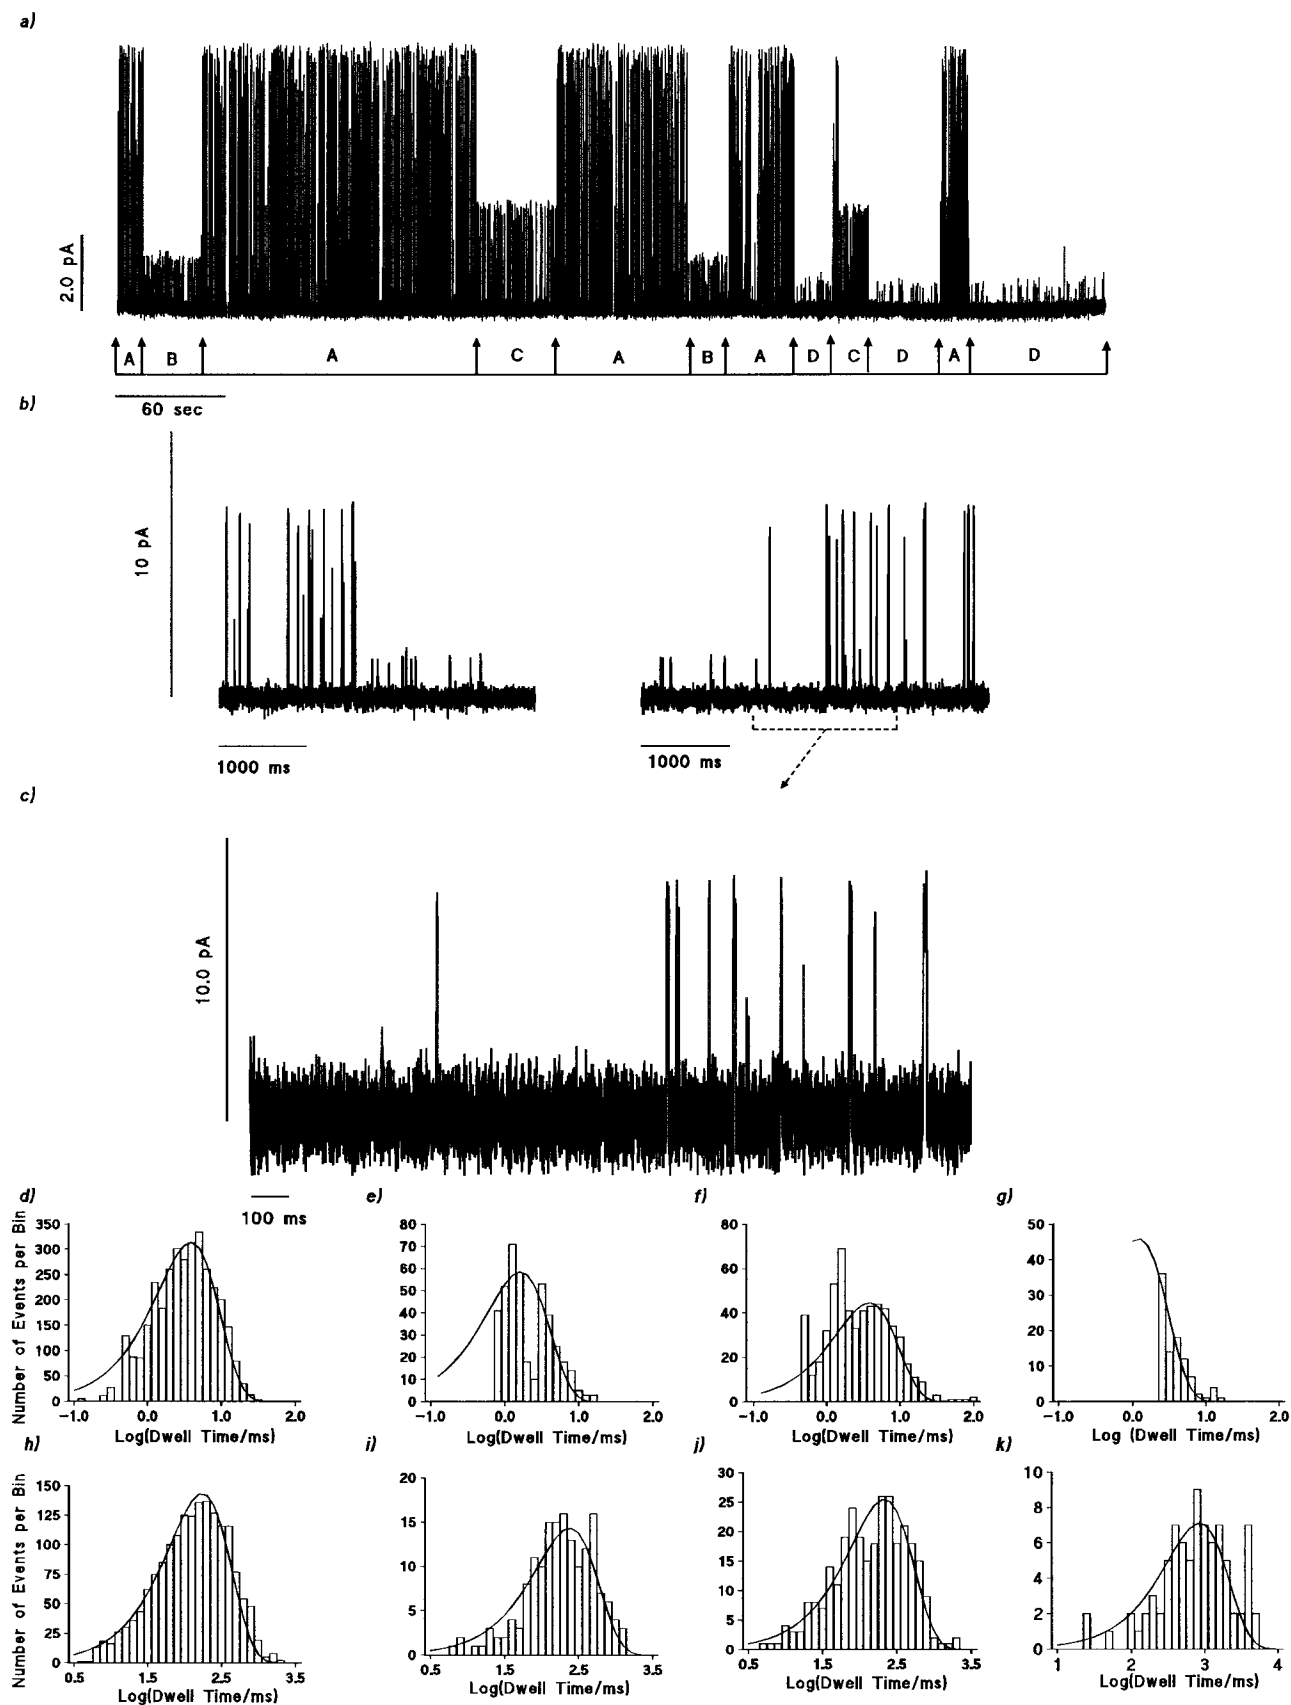 a)
2.0 pA
A B A C A B A D C D A D
60 sec
b)
10 pA
1000 ms
1000 ms
c)
10.0 pA
100 ms
d)
e)
f)
g)
Number of Events per Bin
350
300
250
200
150
100
50
0
-1.0 0.0 1.0 2.0
Log(Dwell Time/ms)
80
70
60
50
40
30
20
10
0
-1.0 0.0 1.0 2.0
Log(Dwell Time/ms)
80
60
40
20
0
-1.0 0.0 1.0 2.0
Log(Dwell Time/ms)
50
40
30
20
10
0
-1.0 0.0 1.0 2.0
Log (Dwell Time/ms)
h)
i)
j)
k)
Number of Events per Bin
150
125
100
75
50
25
0
0.5 1.5 2.5 3.5
Log(Dwell Time/ms)
20
15
10
5
0
0.5 1.5 2.5 3.5
Log(Dwell Time/ms)
30
25
20
15
10
5
0
0.5 1.5 2.5 3.5
Log(Dwell Time/ms)
10
8
6
4
2
0
1 2 3 4
Log(Dwell Time/ms)